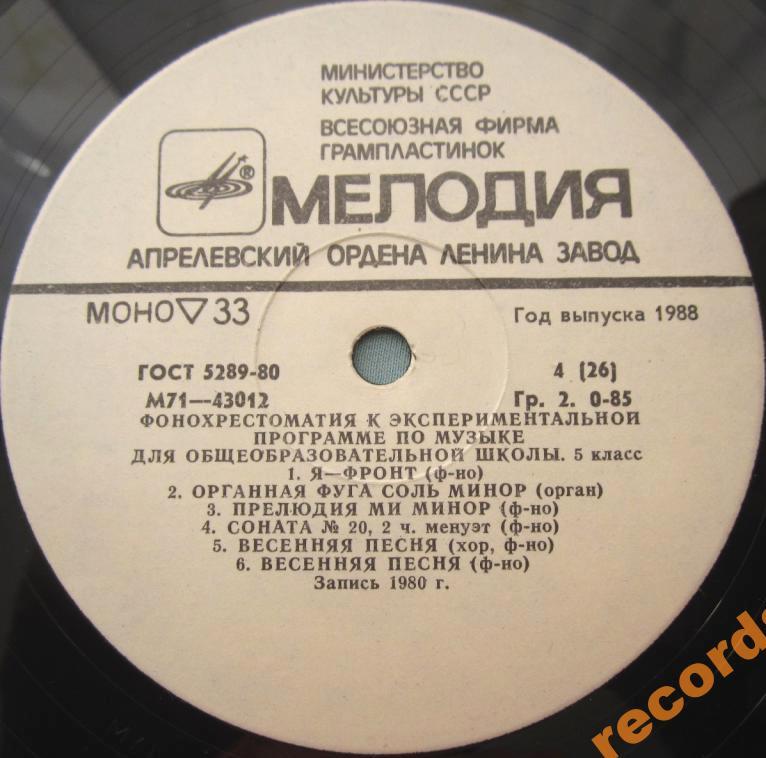 МИНИСТЕРСТВО
КУЛЬТУРЫ СССР
ВСЕСОЮЗНАЯ ФИРМА
ГРАМПЛАСТИНОК
®
МЕЛОДИЯ
АПРЕЛЕВСКИЙ ОРДЕНА ЛЕНИНА ЗАВОД
МОНО ▽ 33
Год выпуска 1988
ГОСТ 5289-80
4 (26)
М71—43012
Гр. 2. 0-85
ФОНОХРЕСТОМАТИЯ К ЭКСПЕРИМЕНТАЛЬНОЙ
ПРОГРАММЕ ПО МУЗЫКЕ
ДЛЯ ОБЩЕОБРАЗОВАТЕЛЬНОЙ ШКОЛЫ. 5 класс
1. Я—ФРОНТ (ф-но)
2. ОРГАННАЯ ФУГА СОЛЬ МИНОР (орган)
3. ПРЕЛЮДИЯ МИ МИНОР (ф-но)
4. СОНАТА № 20, 2 ч. менуэт (ф-но)
5. ВЕСЕННЯЯ ПЕСНЯ (хор, ф-но)
6. ВЕСЕННЯЯ ПЕСНЯ (ф-но)
Запись 1980 г.
records